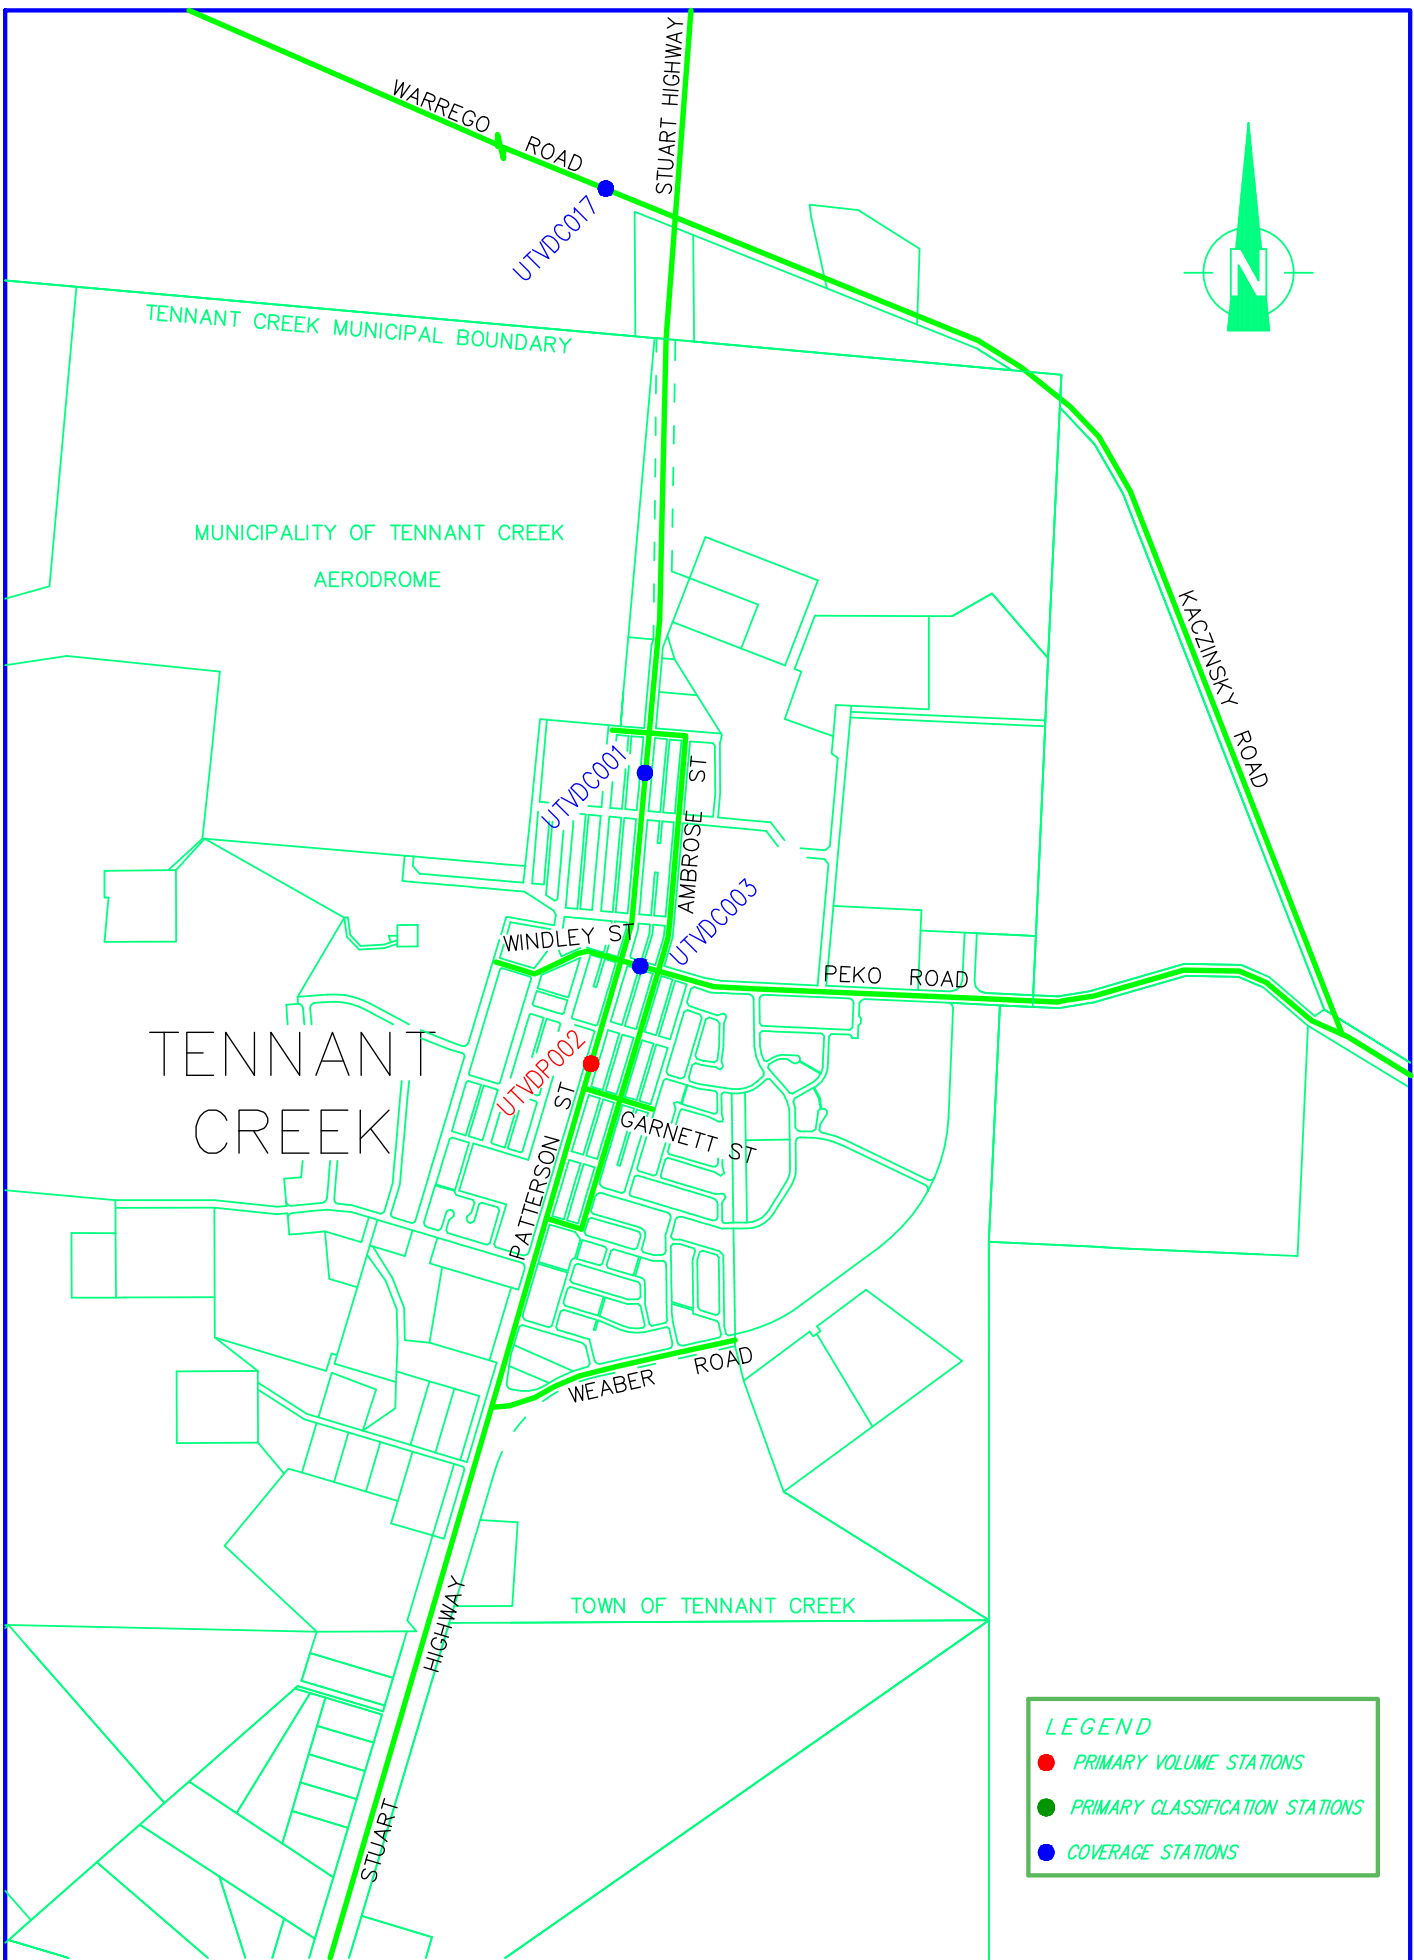 STUART HIGHWAY
WARREGO ROAD
UTVDC017
N
TENNANT CREEK MUNICIPAL BOUNDARY
MUNICIPALITY OF TENNANT CREEK
AERODROME
KACZINSKY ROAD
UTVDC001
AMBROSE ST
UTVDC003
WINDLEY ST
PEKO ROAD
TENNANT
CREEK
UTVDP002
PATTERSON ST
GARNETT ST
WEABER ROAD
TOWN OF TENNANT CREEK
STUART HIGHWAY
LEGEND
PRIMARY VOLUME STATIONS
PRIMARY CLASSIFICATION STATIONS
COVERAGE STATIONS